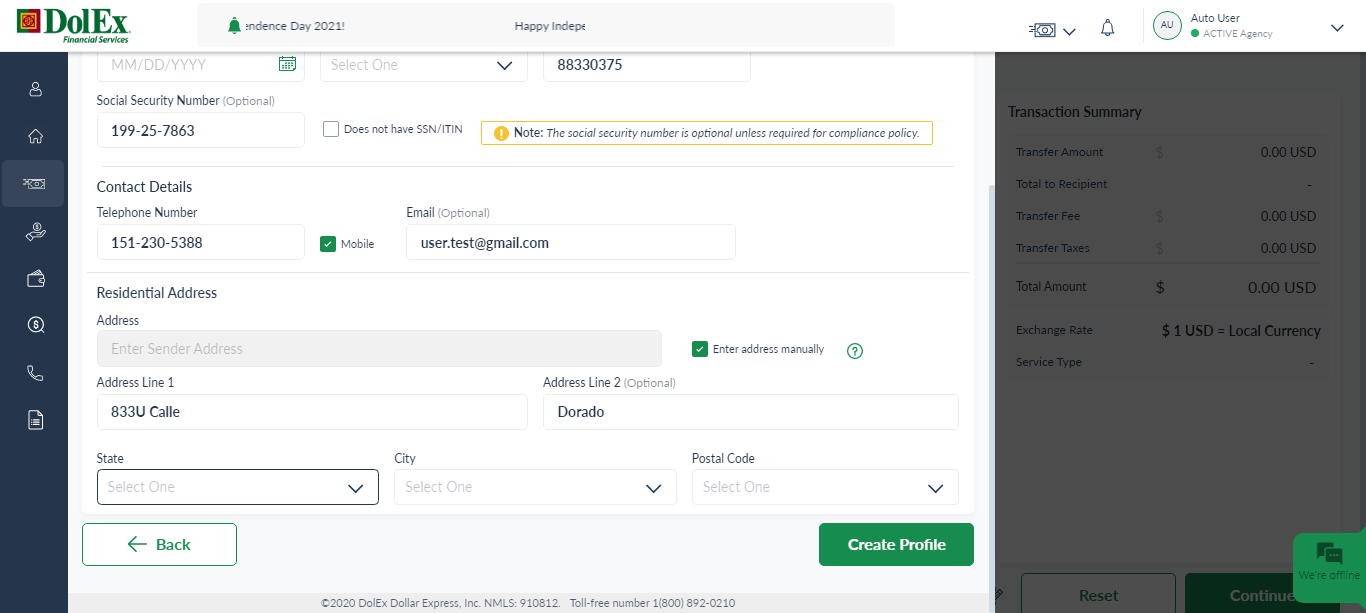 DolEx
Financial Services
endence Day 2021!
Happy Indepe
AU
Auto User
ACTIVE Agency
MM/DD/YYYY
Select One
88330375
Social Security Number (Optional)
199-25-7863
Does not have SSN/ITIN
Note: The social security number is optional unless required for compliance policy.
Contact Details
Telephone Number
Email (Optional)
151-230-5388
Mobile
user.test@gmail.com
Residential Address
Address
Enter Sender Address
Enter address manually
?
Address Line 1
Address Line 2 (Optional)
833U Calle
Dorado
State
City
Postal Code
Select One
Select One
Select One
Back
Create Profile
©2020 DolEx Dollar Express, Inc. NMLS: 910812. Toll-free number 1(800) 892-0210
Transaction Summary
Transfer Amount $ 0.00 USD
Total to Recipient -
Transfer Fee $ 0.00 USD
Transfer Taxes $ 0.00 USD
Total Amount $ 0.00 USD
Exchange Rate $ 1 USD = Local Currency
Service Type -
We're offline
Reset
Continue